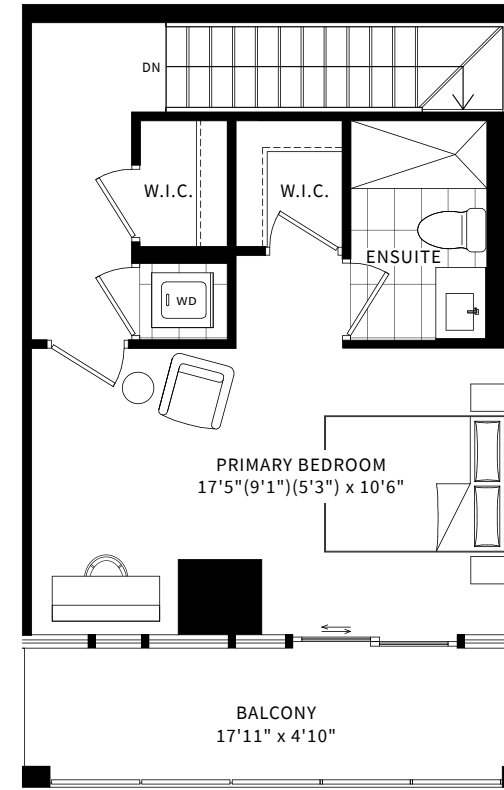 DN
W.I.C.
W.I.C.
ENSUITE
WD
PRIMARY BEDROOM
17'5"(9'1")(5'3") x 10'6"
BALCONY
17'11" x 4'10"